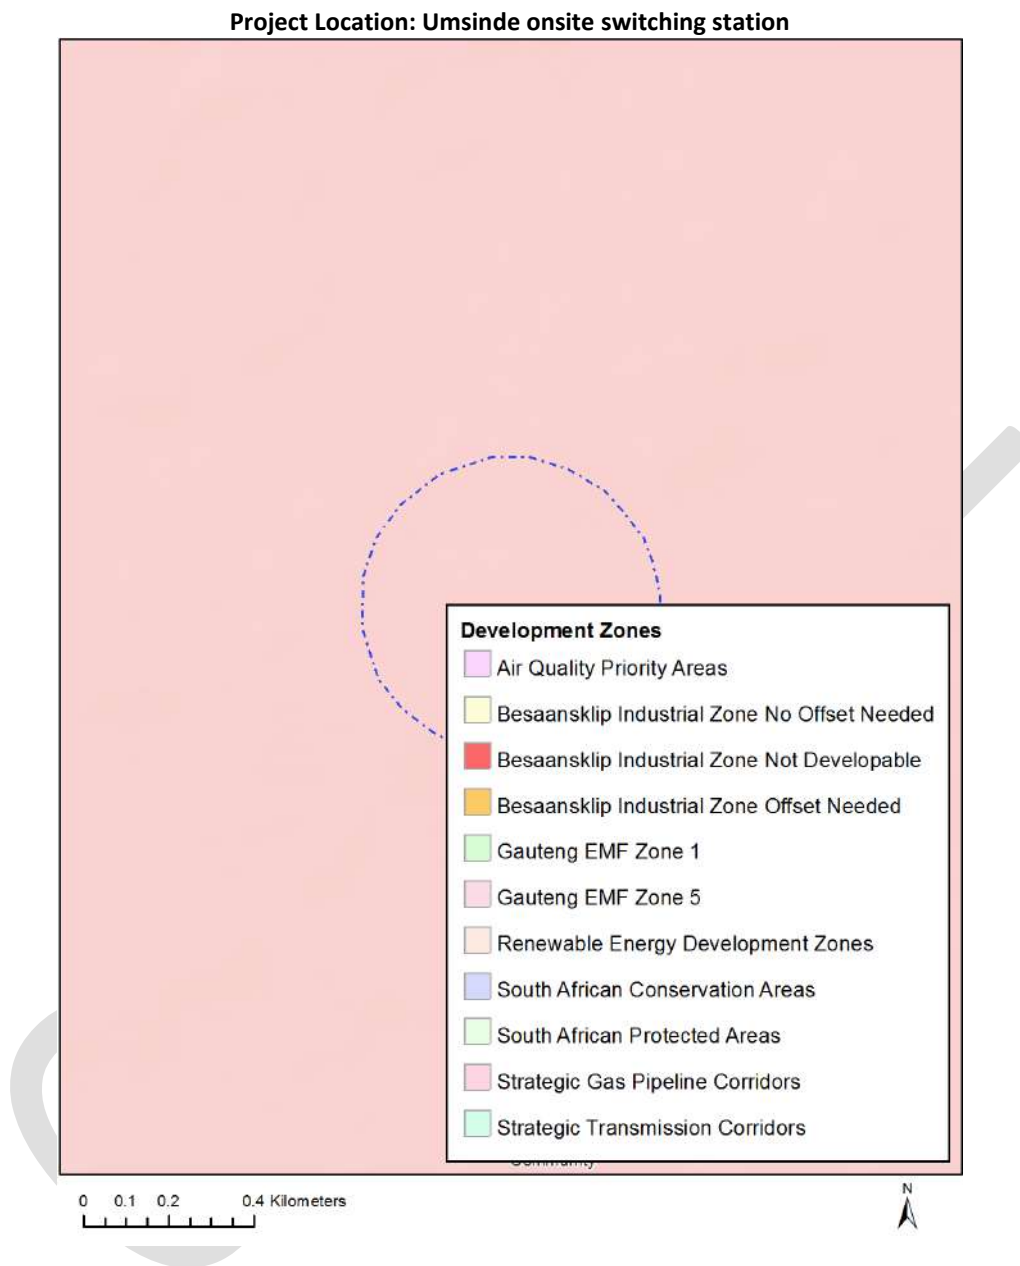 Project Location: Umsinde onsite switching station
Development Zones
Air Quality Priority Areas
Besaansklip Industrial Zone No Offset Needed
Besaansklip Industrial Zone Not Developable
Besaansklip Industrial Zone Offset Needed
Gauteng EMF Zone 1
Gauteng EMF Zone 5
Renewable Energy Development Zones
South African Conservation Areas
South African Protected Areas
Strategic Gas Pipeline Corridors
Strategic Transmission Corridors
Community
0 0.1 0.2 0.4 Kilometers
N